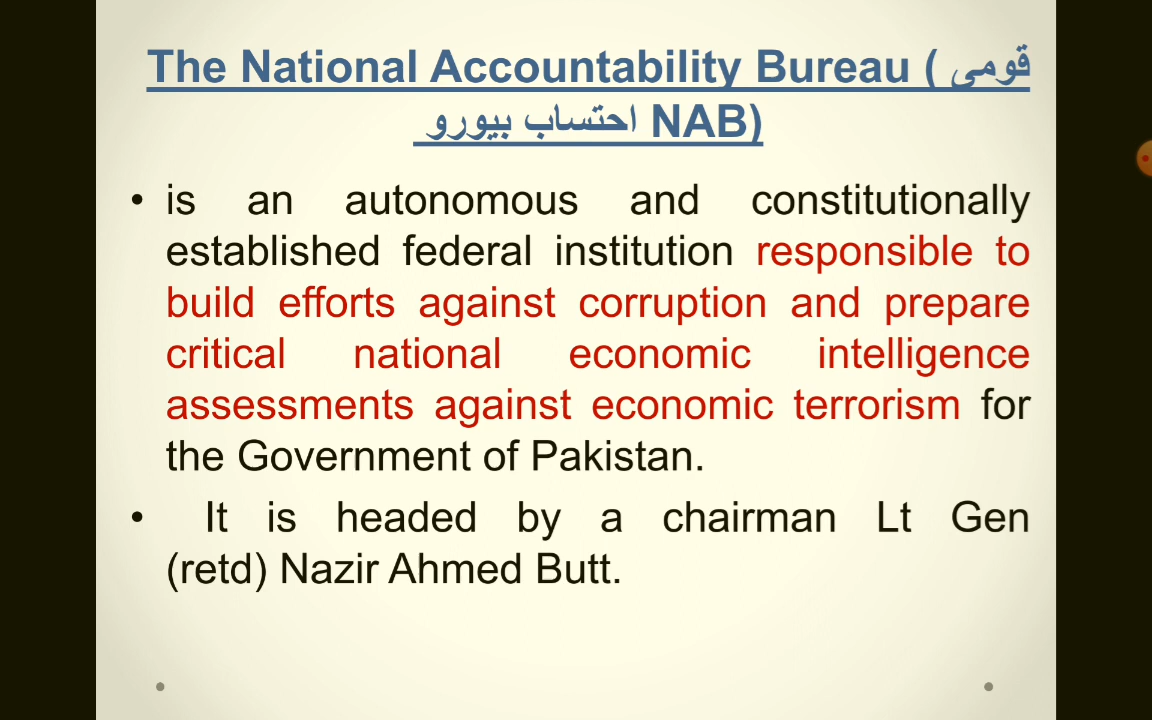 The National Accountability Bureau ( قومی
احتساب بیورو NAB)
• is an autonomous and constitutionally
established federal institution responsible to
build efforts against corruption and prepare
critical national economic intelligence
assessments against economic terrorism for
the Government of Pakistan.
• It is headed by a chairman Lt Gen
(retd) Nazir Ahmed Butt.